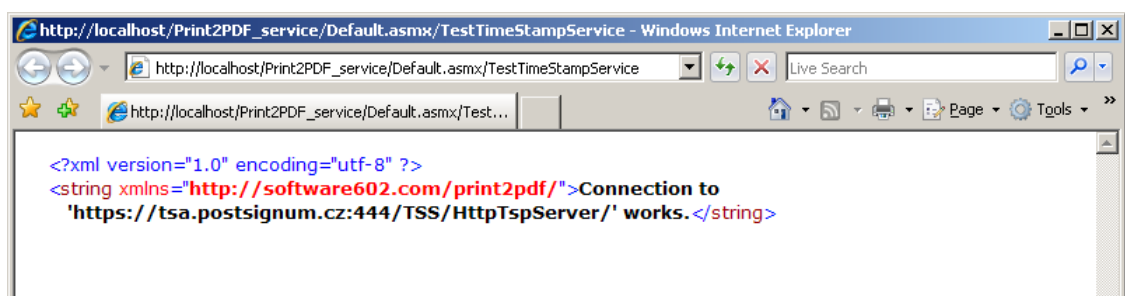 http://localhost/Print2PDF_service/Default.asmx/TestTimeStampService - Windows Internet Explorer
http://localhost/Print2PDF_service/Default.asmx/TestTimeStampService Live Search
http://localhost/Print2PDF_service/Default.asmx/Test... Page Tools »
<?xml version="1.0" encoding="utf-8" ?>
<string xmlns="http://software602.com/print2pdf/">Connection to
'https://tsa.postsignum.cz:444/TSS/HttpTspServer/' works.</string>